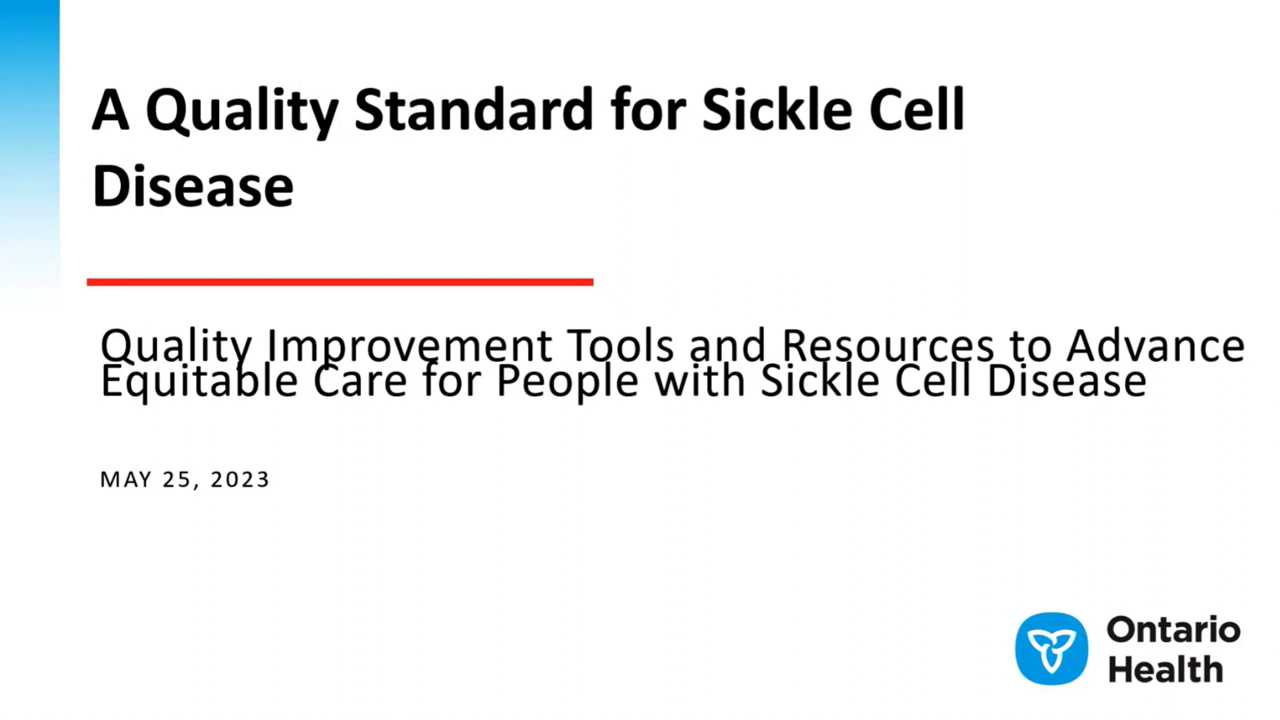 A Quality Standard for Sickle Cell
Disease
Quality Improvement Tools and Resources to Advance
Equitable Care for People with Sickle Cell Disease
MAY 25, 2023
Ontario
Health